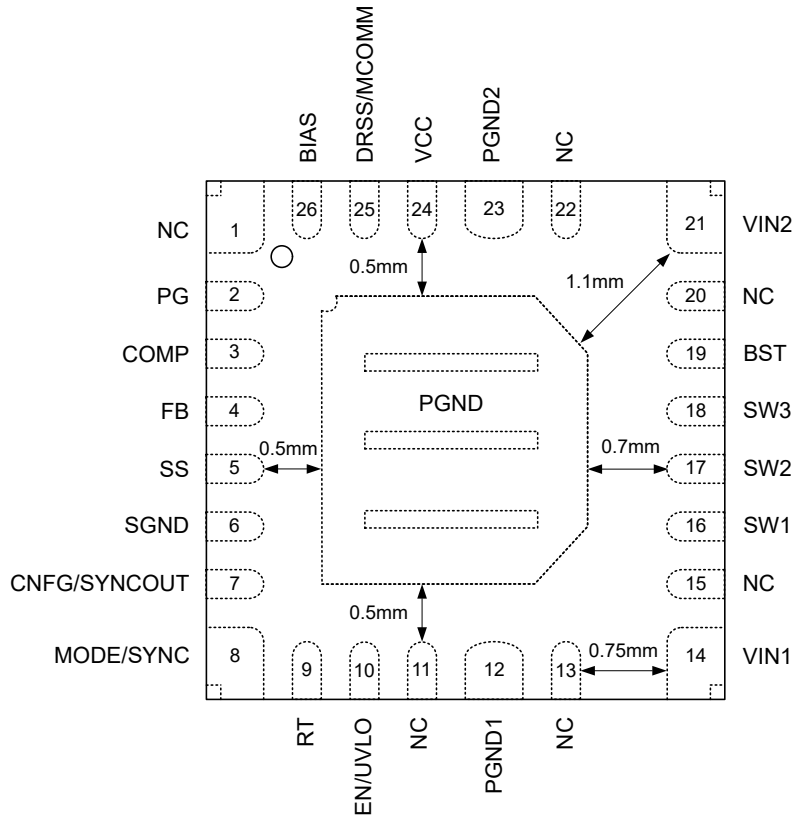 BIAS
DRSS/MCOMM
VCC
PGND2
NC
26
25
24
23
22
NC
1
21
VIN2
0.5mm
1.1mm
PG
2
20
NC
COMP
3
19
BST
FB
4
PGND
18
SW3
SS
5
0.5mm
0.7mm
17
SW2
SGND
6
16
SW1
CNFG/SYNCOUT
7
15
NC
0.5mm
0.75mm
MODE/SYNC
8
14
VIN1
9
10
11
12
13
RT
EN/UVLO
NC
PGND1
NC